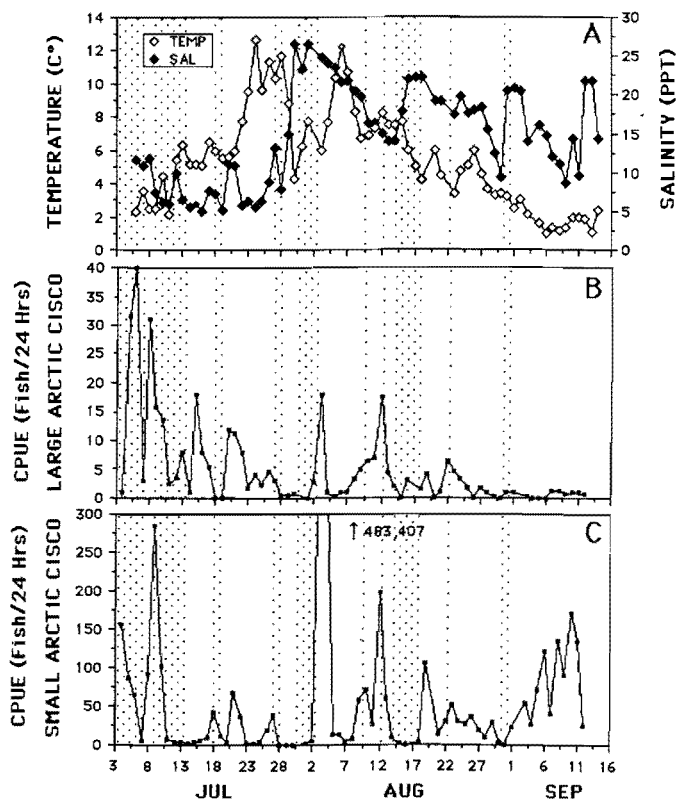 14
12
10
8
6
4
2
0
TEMPERATURE (C°)
TEMP
SAL
A
30
25
20
15
10
5
0
SALINITY (PPT)
40
35
30
25
20
15
10
5
0
CPUE (Fish/24 Hrs)
LARGE ARCTIC CISCO
B
300
250
200
150
100
50
0
CPUE (Fish/24 Hrs)
SMALL ARCTIC CISCO
↑ 483,407
C
3 8 13 18 23 28 2 7 12 17 22 27 1 6 11 16
JUL AUG SEP